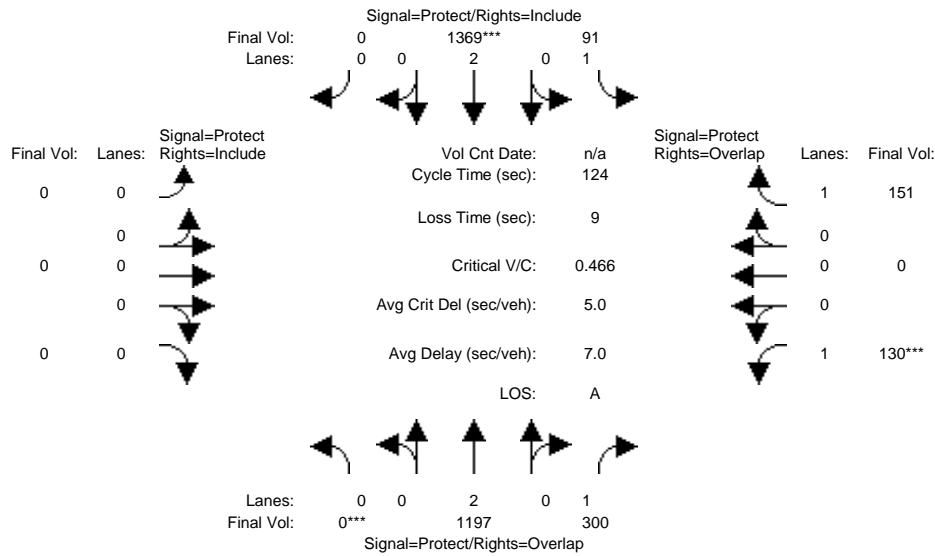 Signal=Protect/Rights=Include
Final Vol: 0 1369*** 91
Lanes: 0 0 2 0 1
Signal=Protect
Final Vol: Lanes: Rights=Include
Vol Cnt Date: n/a
Signal=Protect
Rights=Overlap Lanes: Final Vol:
Cycle Time (sec): 124
0 0
1 151
Loss Time (sec): 9
0
0
0 0
Critical V/C: 0.466
0 0
0
Avg Crit Del (sec/veh): 5.0
0
0 0
Avg Delay (sec/veh): 7.0
1 130***
LOS: A
Lanes: 0 0 2 0 1
Final Vol: 0*** 1197 300
Signal=Protect/Rights=Overlap